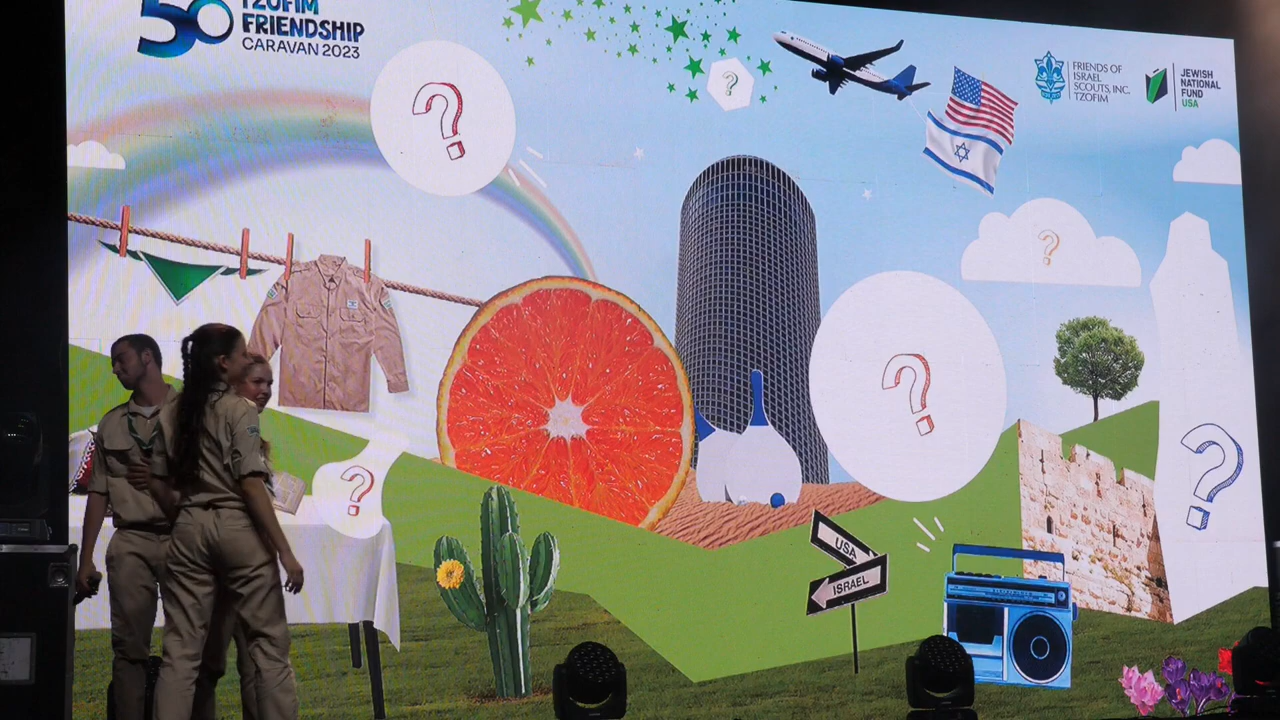 50
TZOFIM
FRIENDSHIP
CARAVAN 2023
?
?
FRIENDS OF
ISRAEL
SCOUTS, INC.
TZOFIM
JEWISH
NATIONAL
FUND
USA
?
?
?
?
USA
ISRAEL